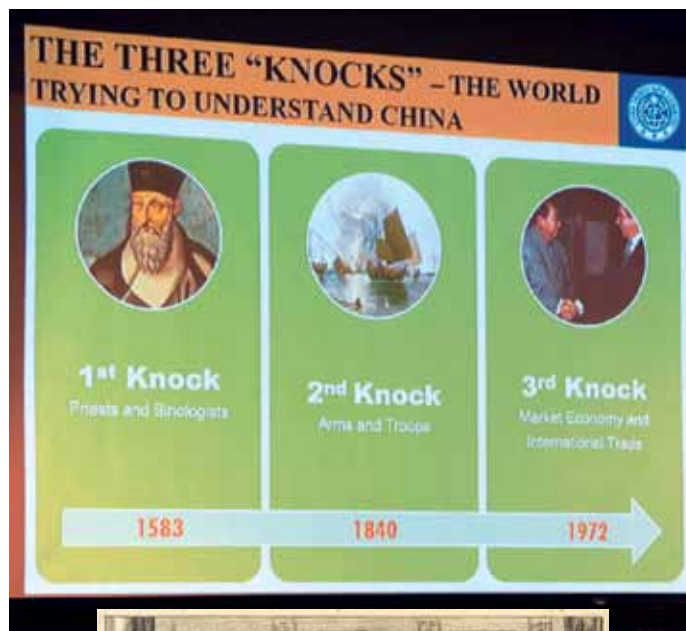 THE THREE “KNOCKS” – THE WORLD
TRYING TO UNDERSTAND CHINA
1st Knock
Priests and Sinologists
2nd Knock
Arms and Troops
3rd Knock
Market Economy and
International Trade
1583
1840
1972